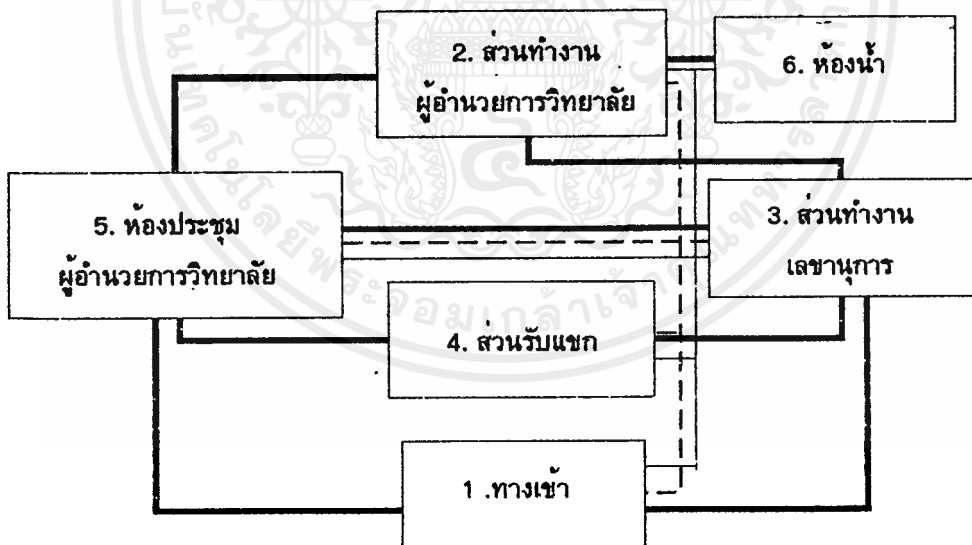 2. ส่วนทำงาน
ผู้อำนวยการวิทยาลัย
6. ห้องน้ำ
5. ห้องประชุม
ผู้อำนวยการวิทยาลัย
3. ส่วนทำงาน
เลขานุการ
4. ส่วนรับแขก
1 .ทางเข้า